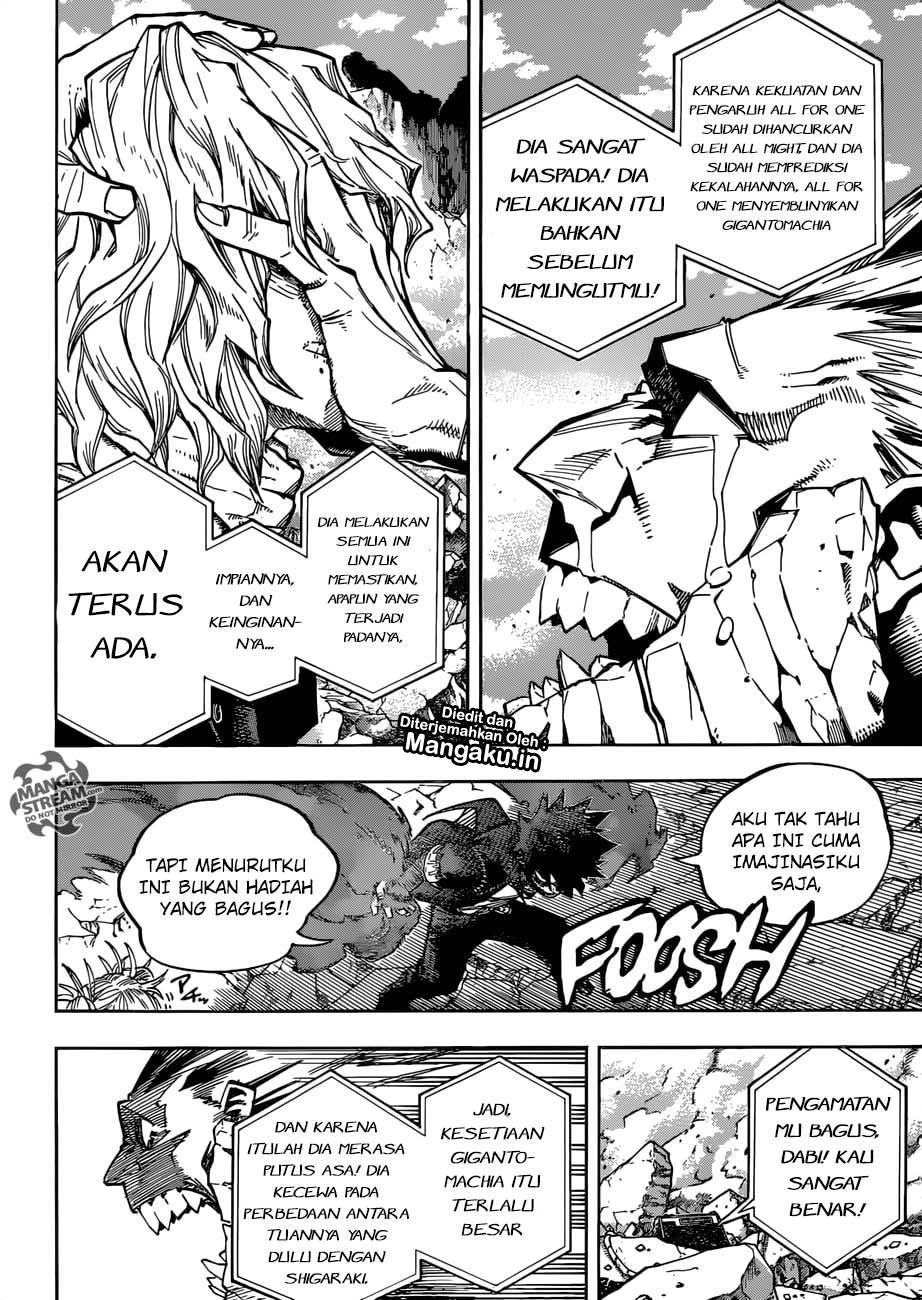 KARENA KEKUATAN DAN
PENGARUH ALL FOR ONE
SUDAH DIHANCURKAN
OLEH ALL MIGHT, DAN DIA
SUDAH MEMPREDIKSI
KEKALAHANNYA, ALL FOR
ONE MENYEMBUNYIKAN
GIGANTOMACHIA
DIA SANGAT
WASPADA! DIA
MELAKUKAN ITU
BAHKAN
SEBELUM
MEMUNGUTMU!
DIA MELAKUKAN
SEMUA INI
UNTUK
MEMASTIKAN,
APAPUN YANG
TERJADI
PADANYA,
IMPIANNYA,
DAN
KEINGINAN-
NYA...
AKAN
TERUS
ADA.
Diedit dan
Diterjemahkan Oleh :
Mangaku.in
MANGA
STREAM.com
DO NOT MIRROR!
AKU TAK TAHU
APA INI CUMA
IMAJINASIKU
SAJA,
TAPI MENURUTKU
INI BUKAN HADIAH
YANG BAGUS!!
FOOSH
PENGAMATAN
MU BAGUS,
DABI! KAU
SANGAT
BENAR!
JADI,
KESETIAAN
GIGANTO-
MACHIA ITU
TERLALU
BESAR
DAN KARENA
ITULAH DIA MERASA
PUTUS ASA! DIA
KECEWA PADA
PERBEDAAN ANTARA
TUANNYA YANG
DULU DENGAN
SHIGARAKI.